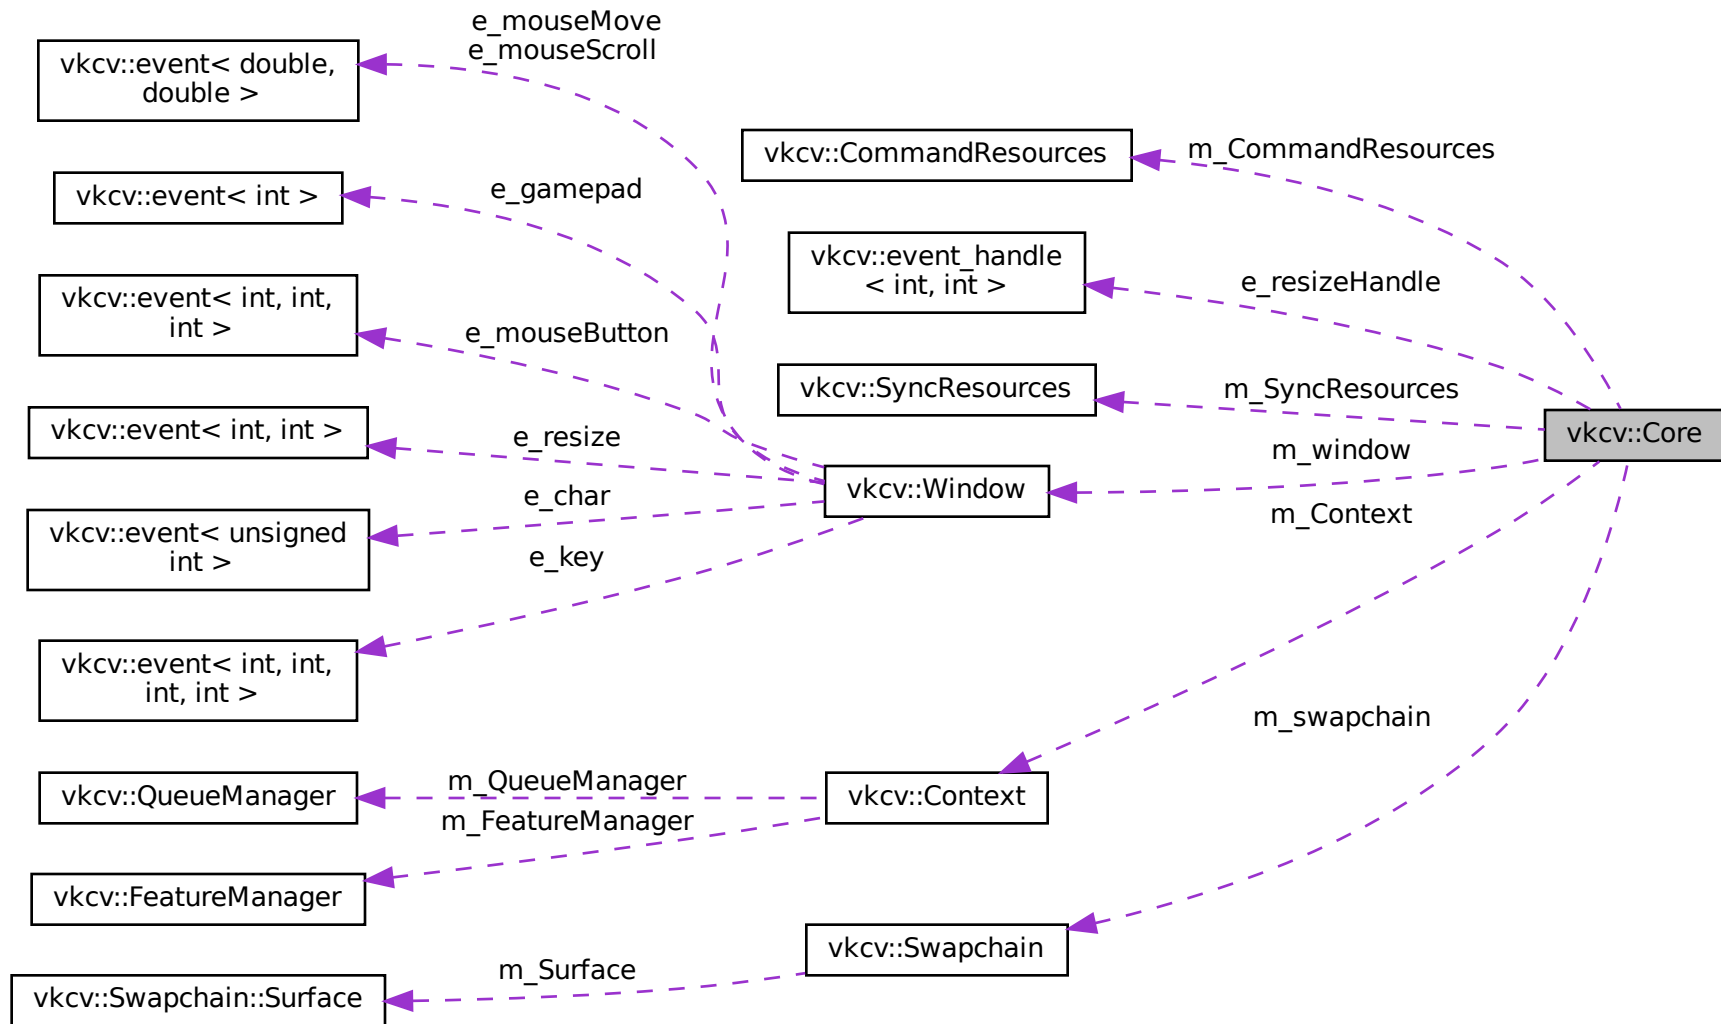 e_mouseMove
e_mouseScroll
vkcv::event< double,
double >
vkcv::CommandResources
m_CommandResources
vkcv::event< int >
e_gamepad
vkcv::event_handle
< int, int >
e_resizeHandle
vkcv::event< int, int,
int >
e_mouseButton
vkcv::SyncResources
m_SyncResources
vkcv::Core
vkcv::event< int, int >
e_resize
m_window
vkcv::Window
e_char
m_Context
vkcv::event< unsigned
int >
e_key
vkcv::event< int, int,
int, int >
m_swapchain
vkcv::QueueManager
m_QueueManager
vkcv::Context
m_FeatureManager
vkcv::FeatureManager
vkcv::Swapchain
m_Surface
vkcv::Swapchain::Surface